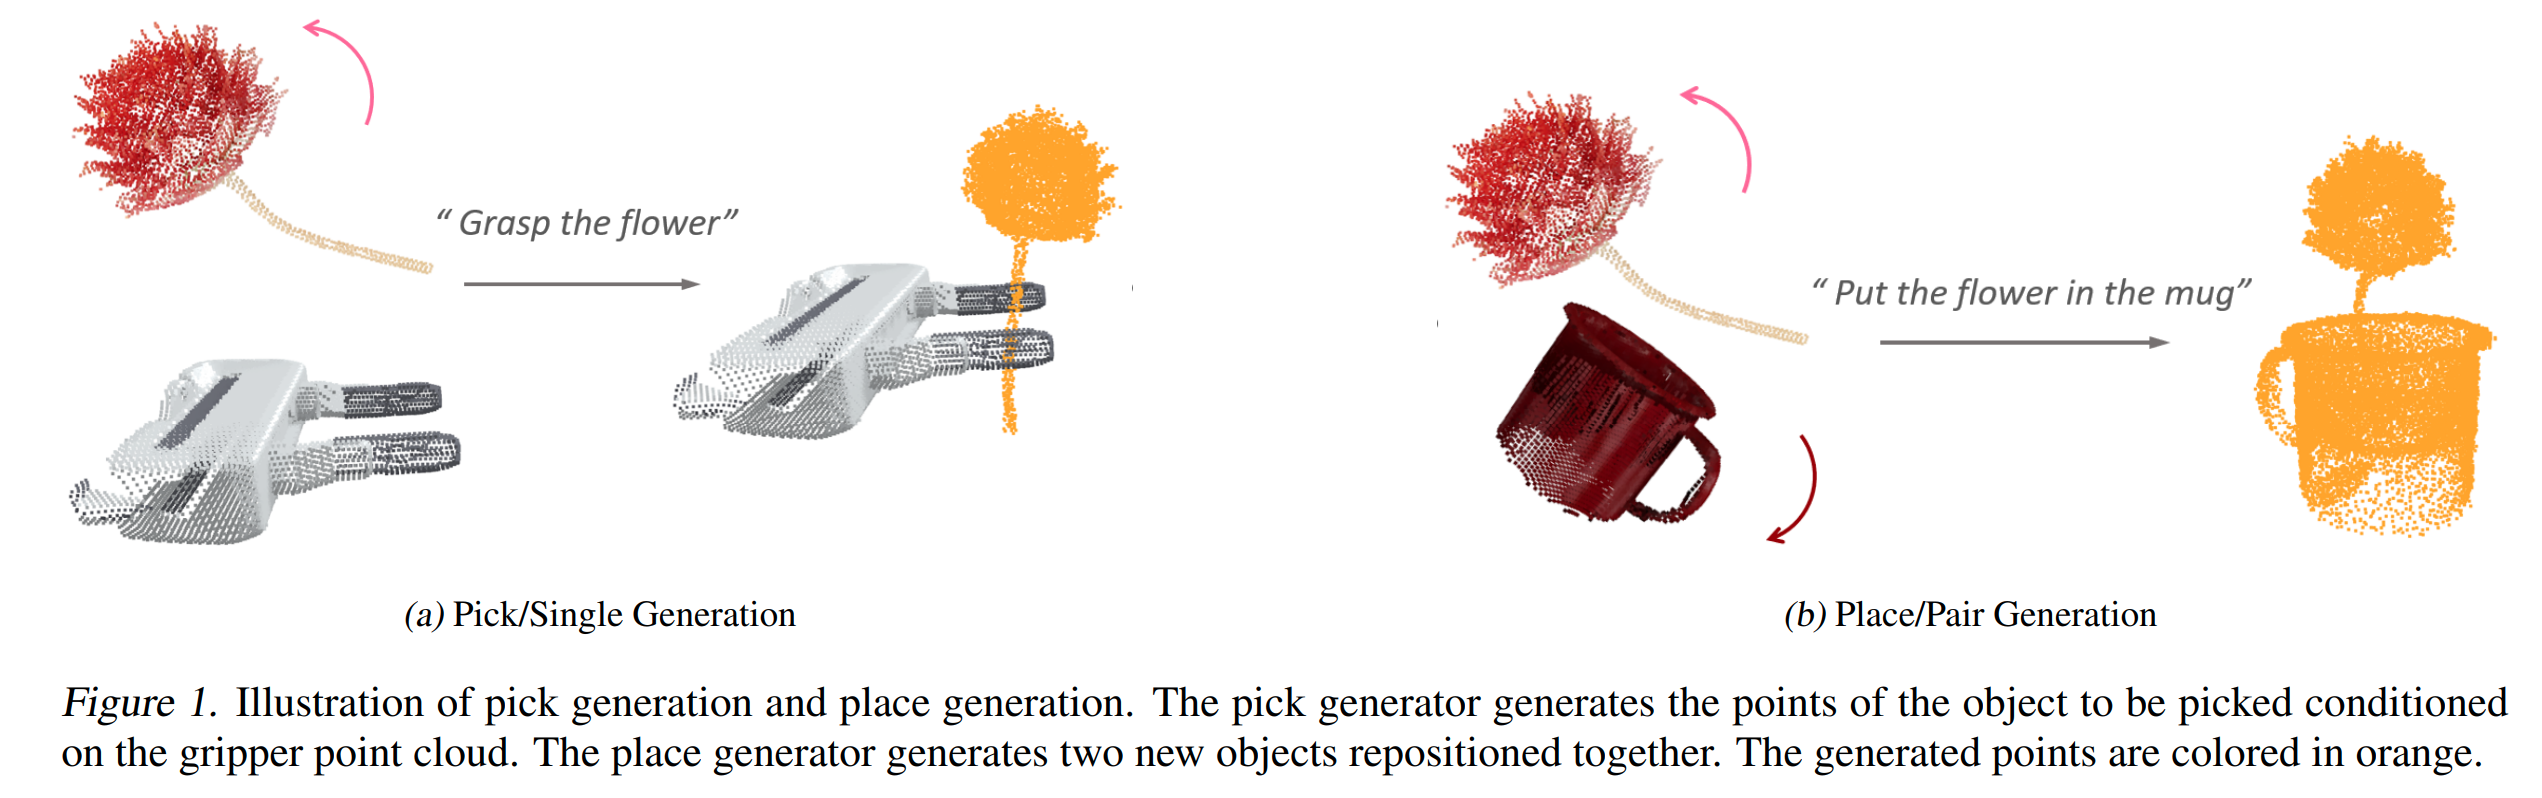 “ Grasp the flower”
“ Put the flower in the mug”
(a) Pick/Single Generation
(b) Place/Pair Generation
Figure 1. Illustration of pick generation and place generation. The pick generator generates the points of the object to be picked conditioned
on the gripper point cloud. The place generator generates two new objects repositioned together. The generated points are colored in orange.